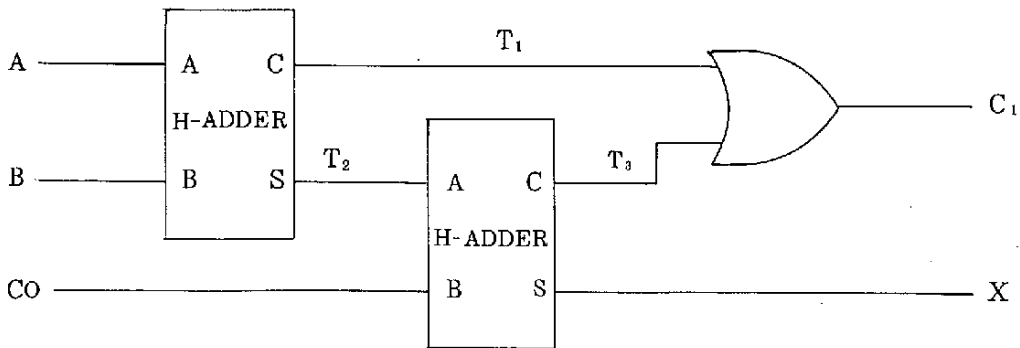 T₁
A
A C
C₁
H-ADDER
B
B S
T₂
T₃
A C
H-ADDER
CO
B S
X